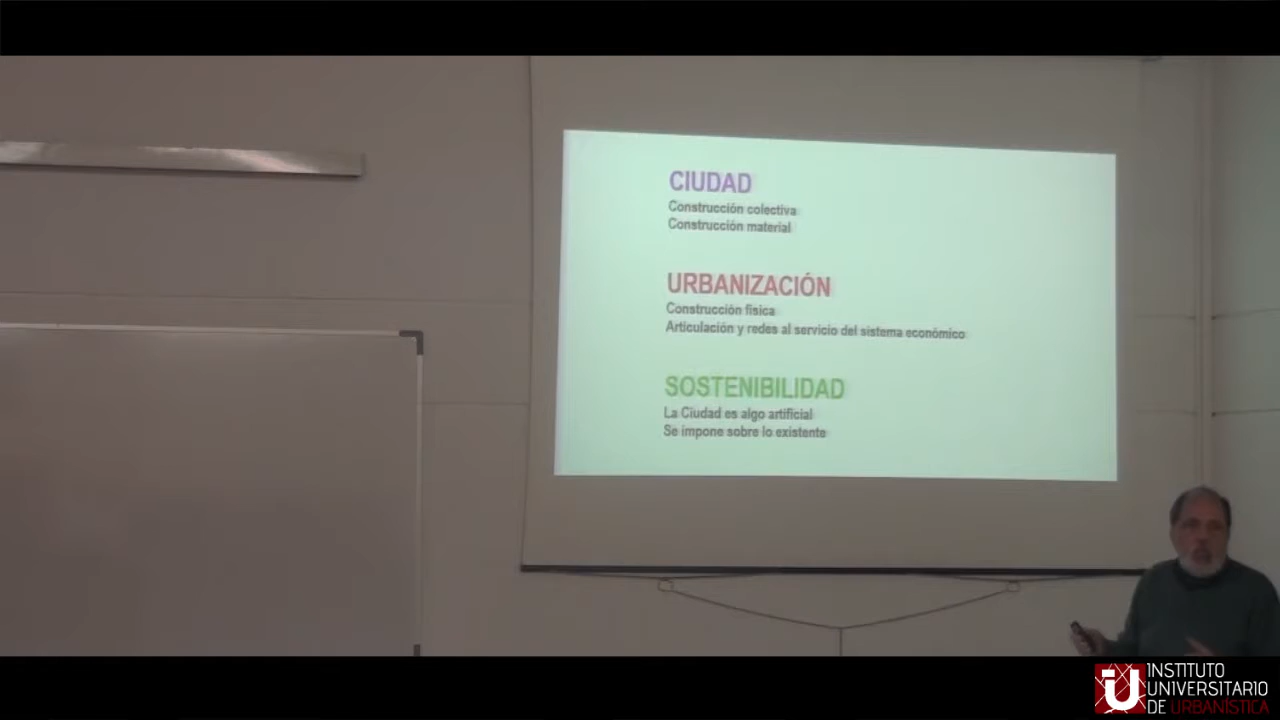 CIUDAD
Construcción colectiva
Construcción material
URBANIZACIÓN
Construcción física
Articulación y redes al servicio del sistema económico
SOSTENIBILIDAD
La Ciudad es algo artificial
Se impone sobre lo existente
iU INSTITUTO
UNIVERSITARIO
DE URBANÍSTICA